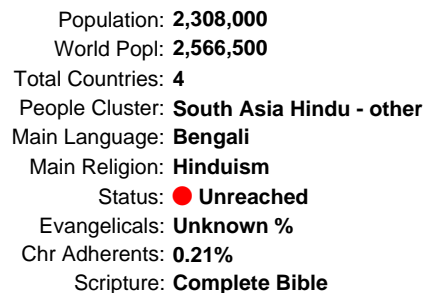 Population: 2,308,000
World Popl: 2,566,500
Total Countries: 4
People Cluster: South Asia Hindu - other
Main Language: Bengali
Main Religion: Hinduism
Status: Unreached
Evangelicals: Unknown %
Chr Adherents: 0.21%
Scripture: Complete Bible